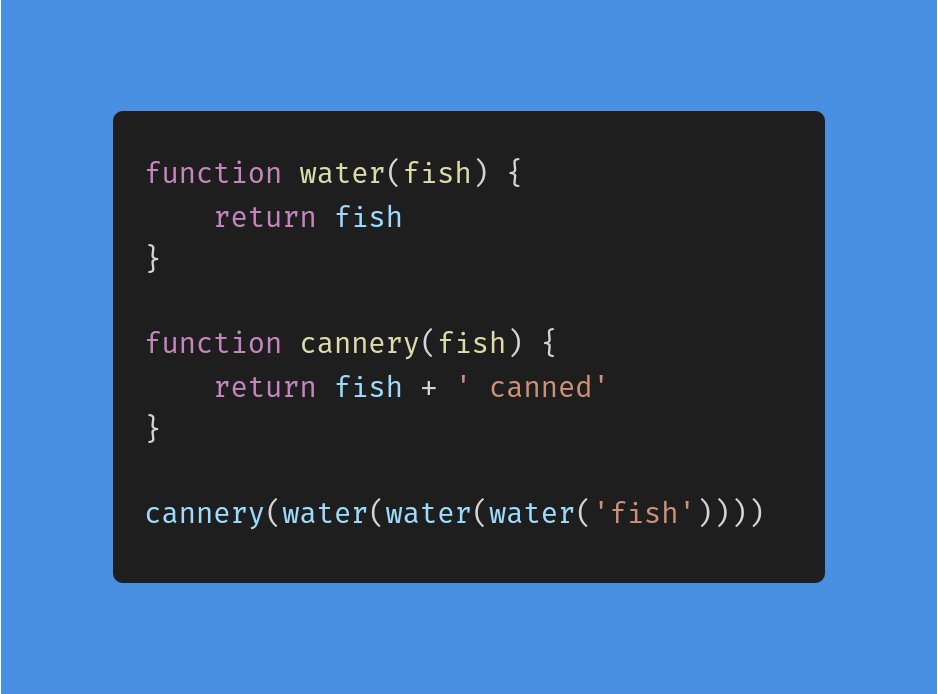 function water(fish) {
    return fish
}

function cannery(fish) {
    return fish + ' canned'
}

cannery(water(water(water('fish'))))